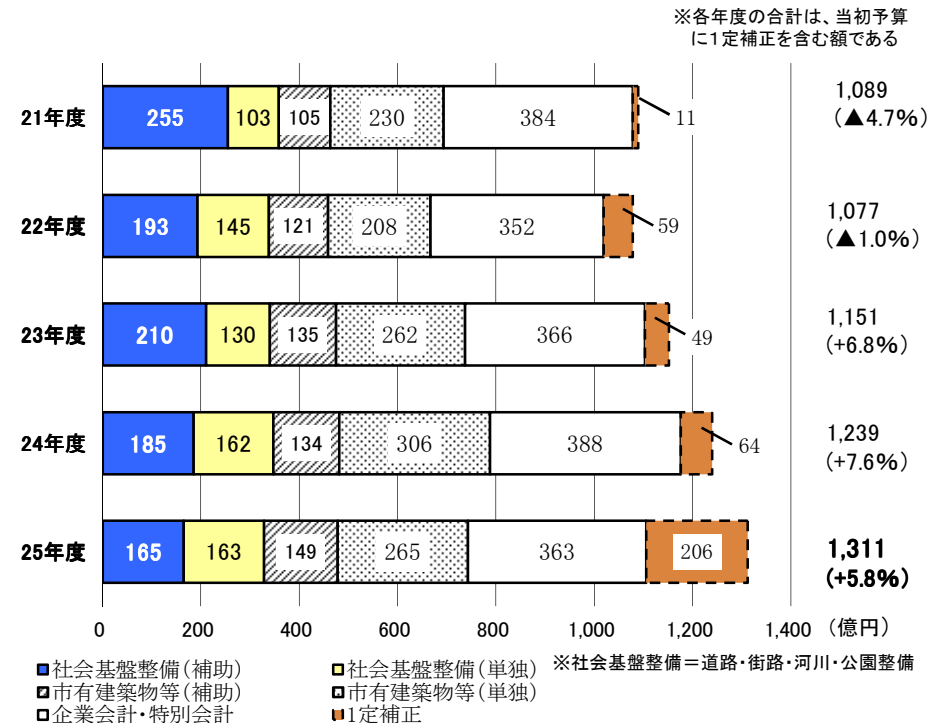 ※各年度の合計は、当初予算
に1定補正を含む額である
21年度 255 103 105 230 384 11 1,089
(▲4.7%)
22年度 193 145 121 208 352 59 1,077
(▲1.0%)
23年度 210 130 135 262 366 49 1,151
(+6.8%)
24年度 185 162 134 306 388 64 1,239
(+7.6%)
25年度 165 163 149 265 363 206 1,311
(+5.8%)
0 200 400 600 800 1,000 1,200 1,400 (億円)
社会基盤整備(補助) 社会基盤整備(単独) ※社会基盤整備=道路・街路・河川・公園整備
市有建築物等(補助) 市有建築物等(単独)
企業会計・特別会計 1定補正